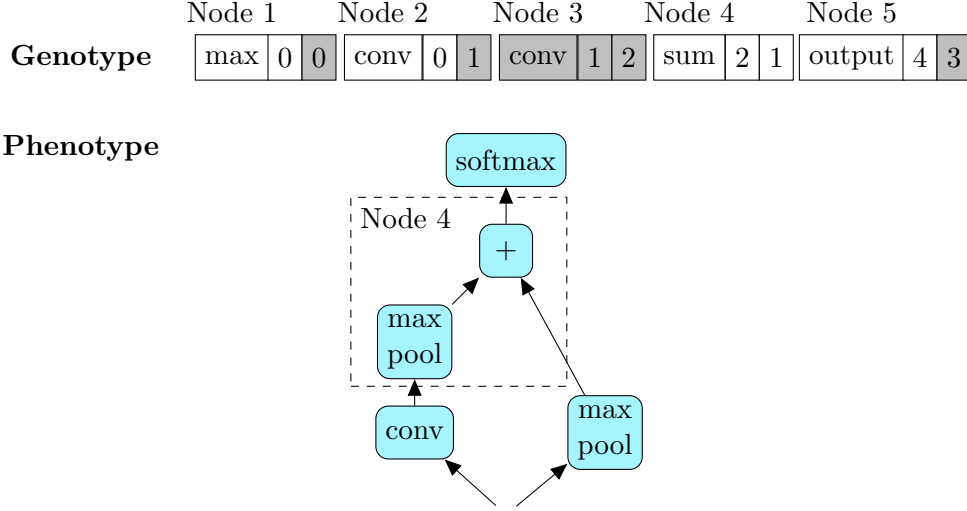 Node 1 Node 2 Node 3 Node 4 Node 5
Genotype max 0 0 conv 0 1 conv 1 2 sum 2 1 output 4 3
Phenotype
softmax
Node 4
+
max
pool
conv
max
pool